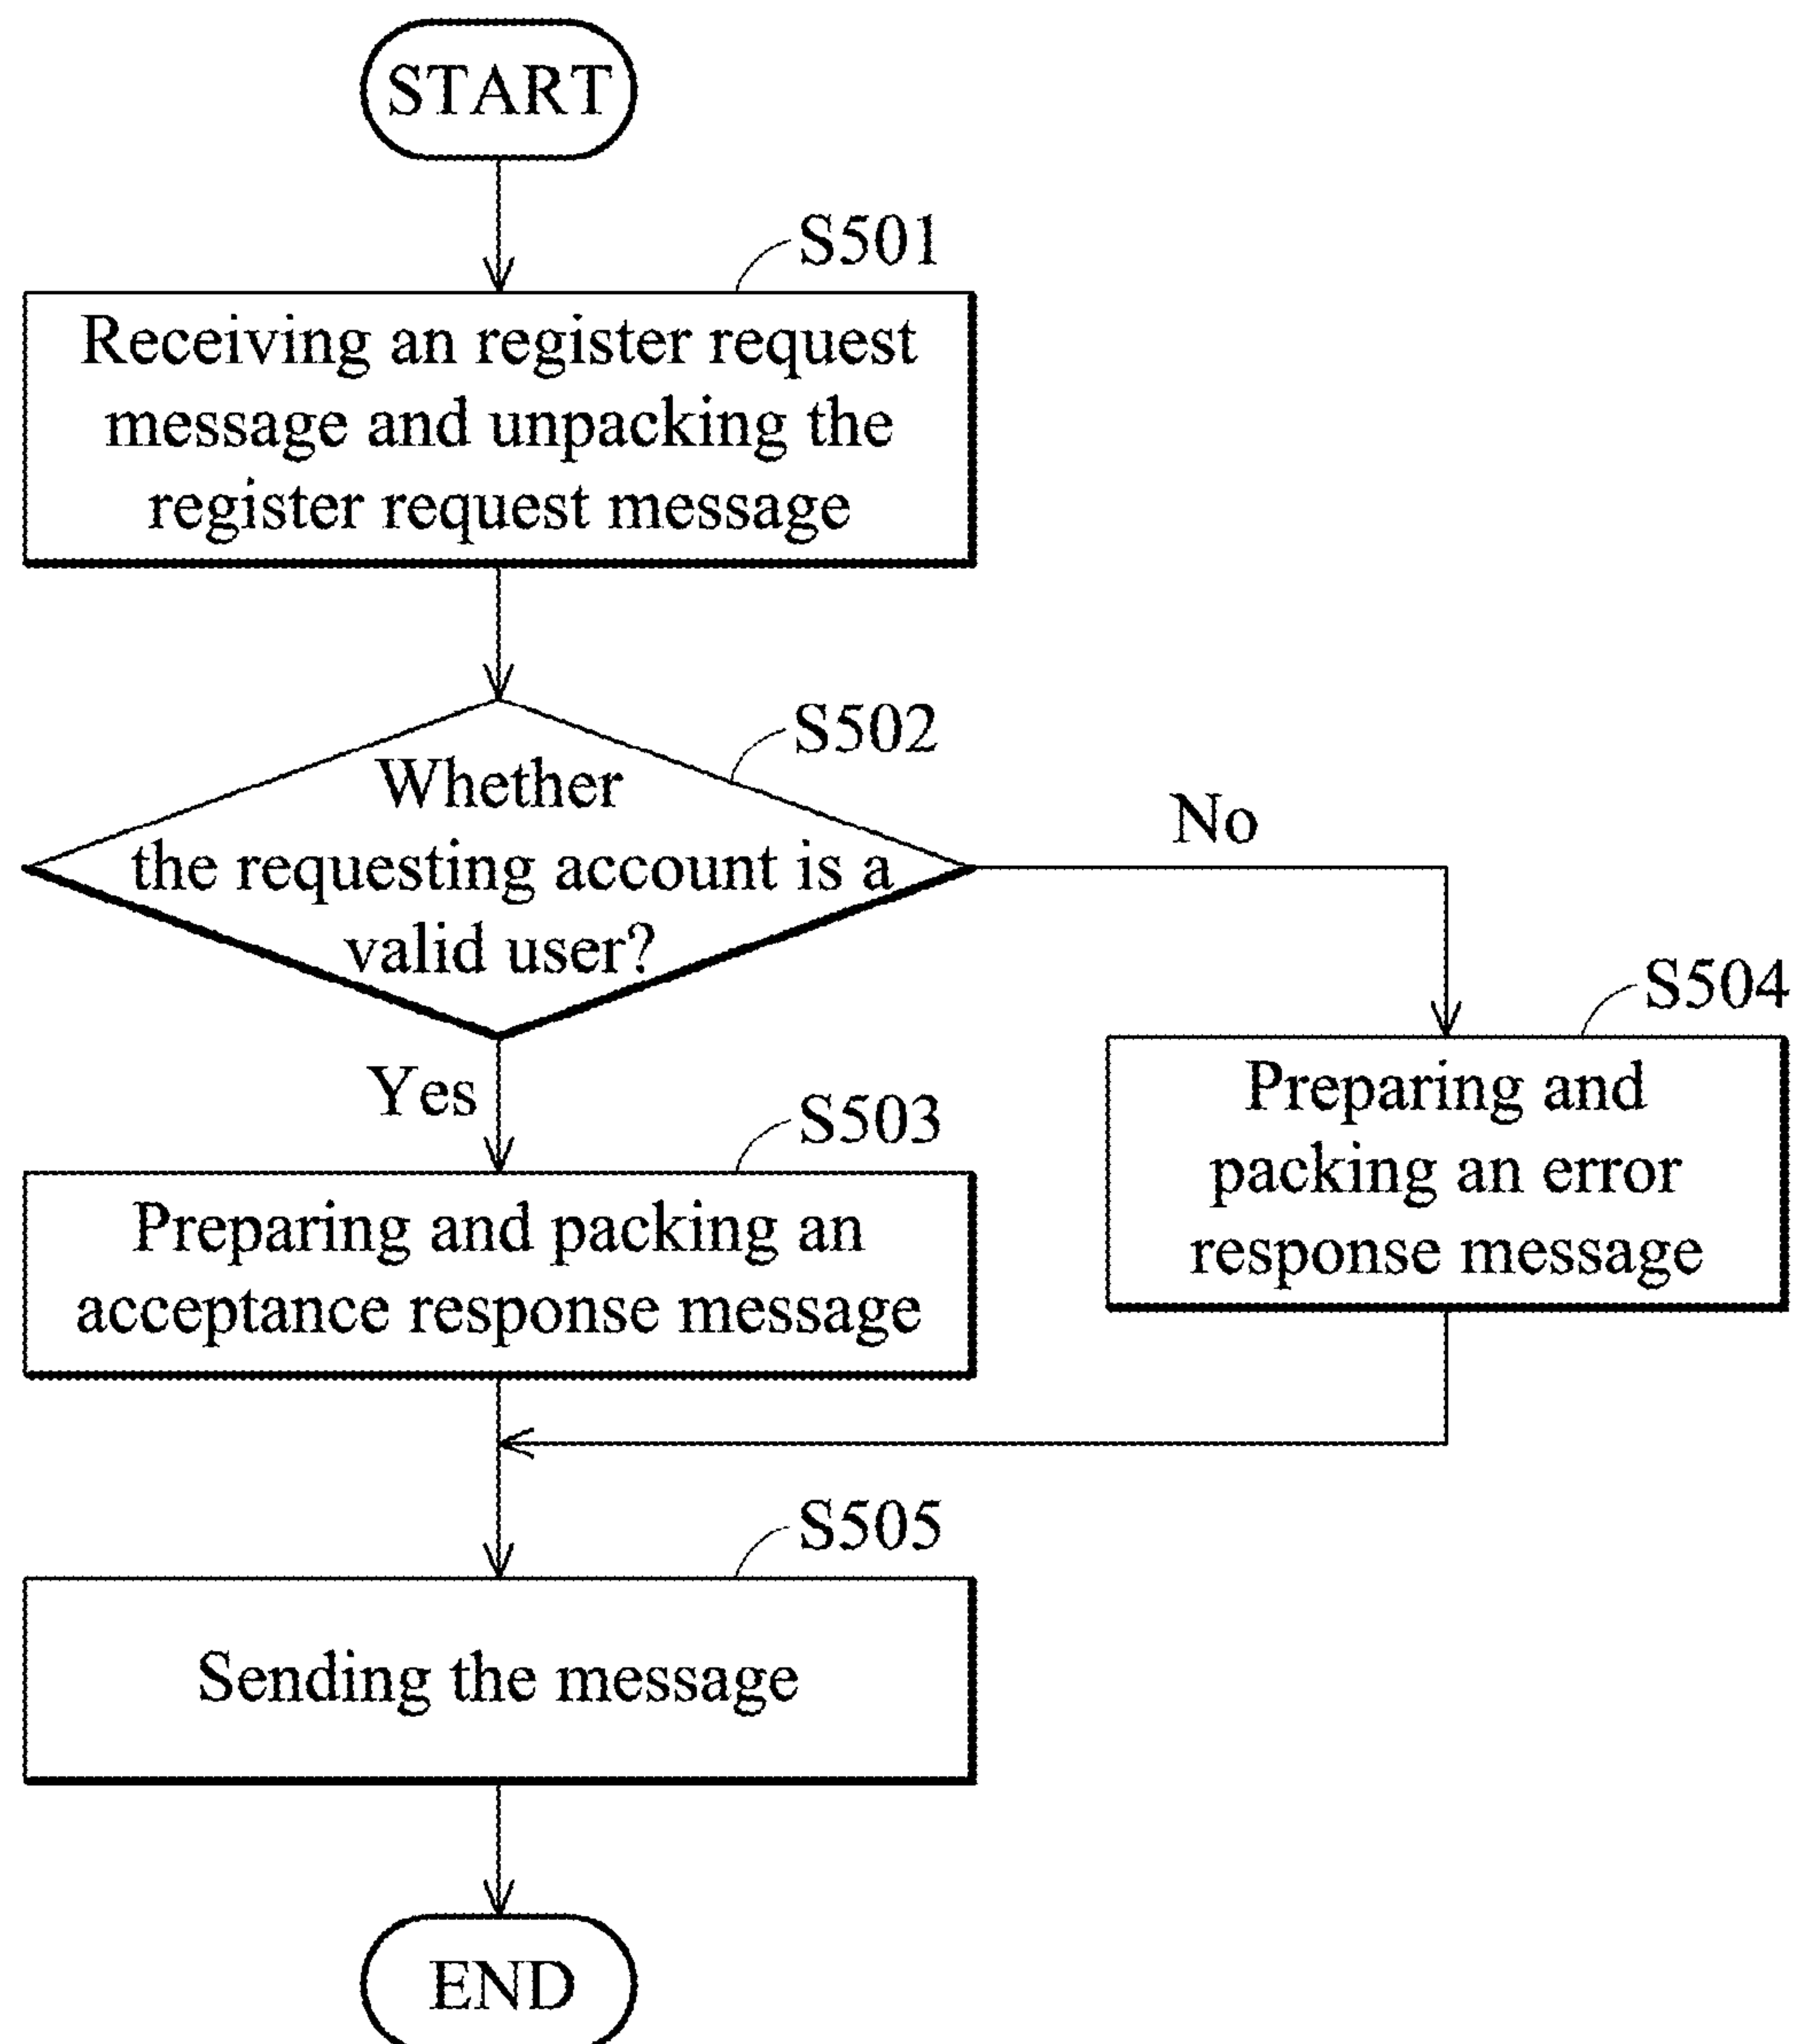 START
S501
Receiving an register request
message and unpacking the
register request message
S502
Whether
the requesting account is a
valid user?
No
Yes
S504
Preparing and
packing an error
response message
S503
Preparing and packing an
acceptance response message
S505
Sending the message
END